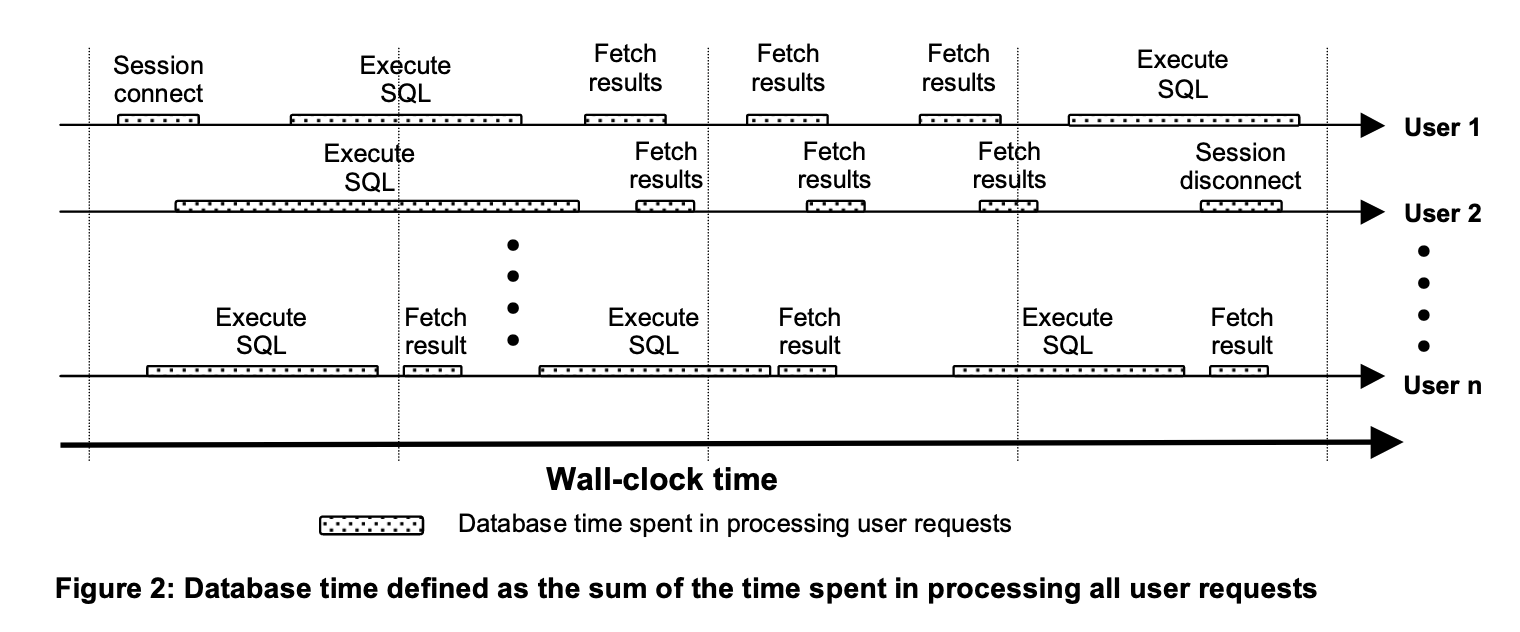 Session
connect
Execute
SQL
Fetch
results
Fetch
results
Fetch
results
Execute
SQL
User 1
Execute
SQL
Fetch
results
Fetch
results
Fetch
results
Session
disconnect
User 2
Execute
SQL
Fetch
result
Execute
SQL
Fetch
result
Execute
SQL
Fetch
result
User n
Wall-clock time
Database time spent in processing user requests
Figure 2: Database time defined as the sum of the time spent in processing all user requests